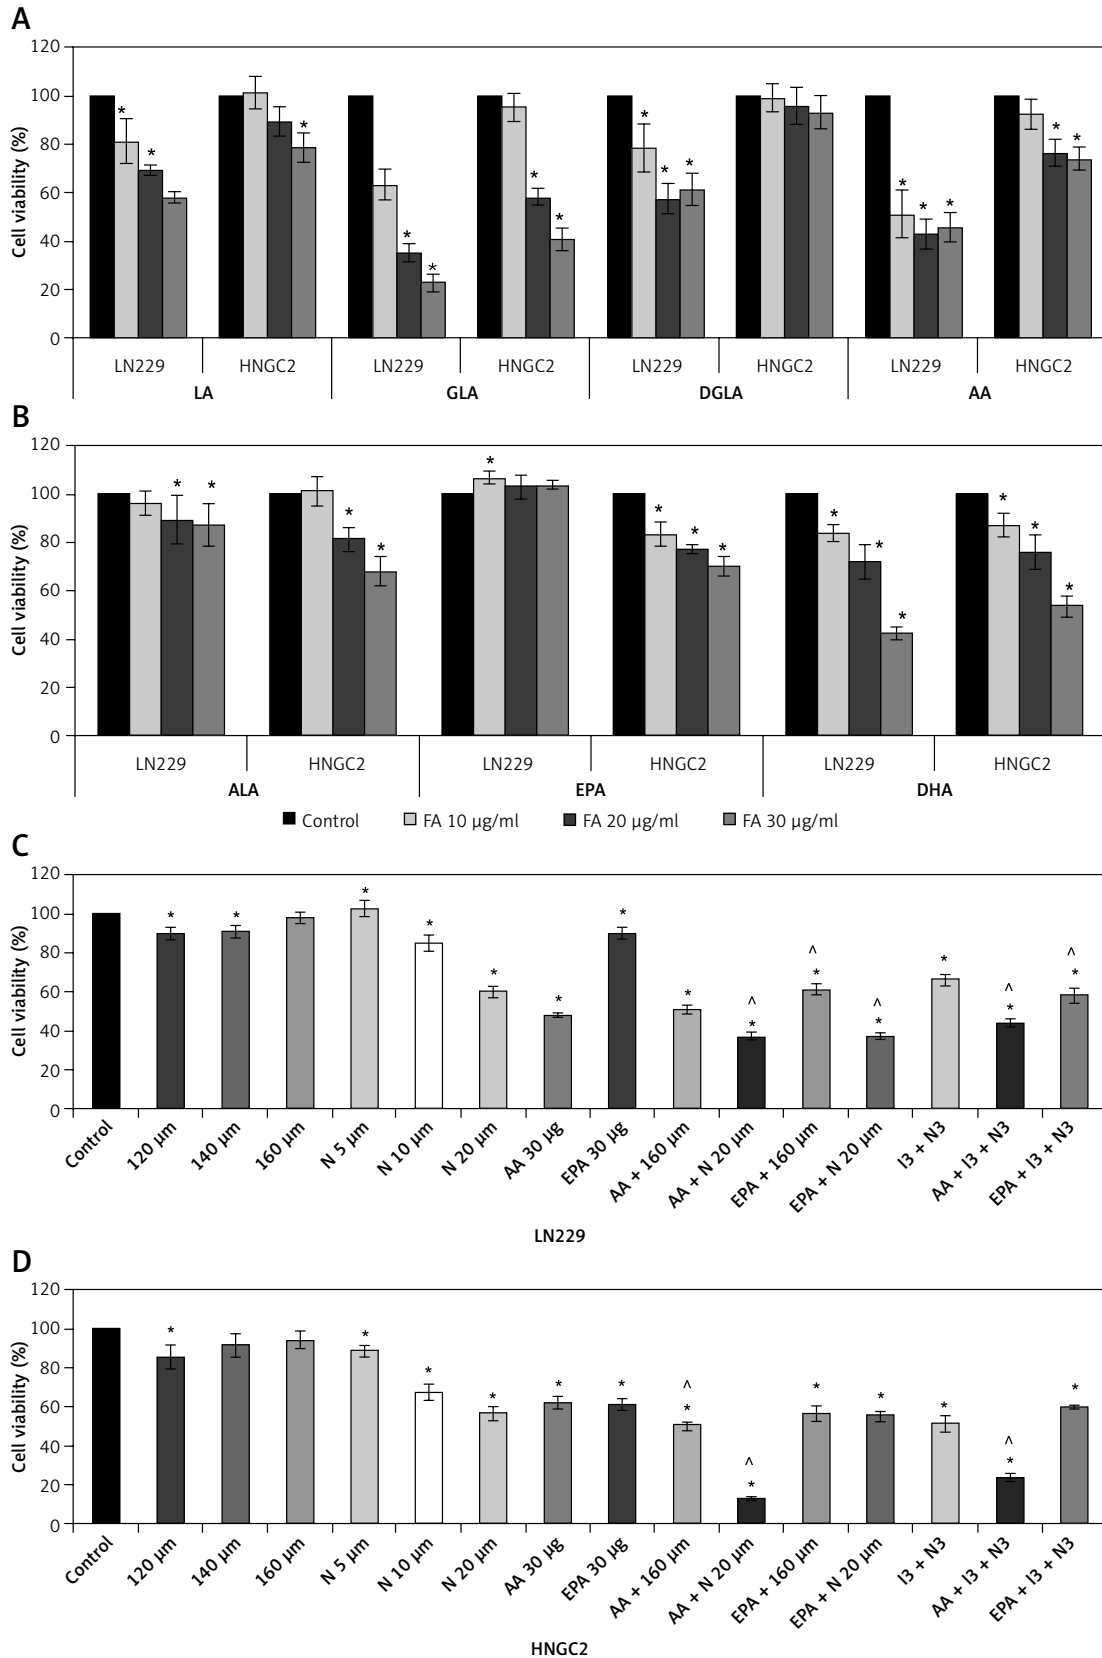 A
120
100
80
60
40
20
0
Cell viability (%)
* * * * * * * * * * * * * *
LN229 HNGC2 LN229 HNGC2 LN229 HNGC2 LN229 HNGC2
LA GLA DGLA AA
B
120
100
80
60
40
20
0
Cell viability (%)
* * * * * * * * * * * * * *
LN229 HNGC2 LN229 HNGC2 LN229 HNGC2
ALA EPA DHA
Control FA 10 µg/ml FA 20 µg/ml FA 30 µg/ml
C
120
100
80
60
40
20
0
Cell viability (%)
^ ^ ^ ^ ^
* * * * * * * * * * * * * *
Control 120 µm 140 µm 160 µm N 5 µm N 10 µm N 20 µm AA 30 µg EPA 30 µg AA + 160 µm AA + N 20 µm EPA + 160 µm EPA + N 20 µm I3 + N3 AA + I3 + N3 EPA + I3 + N3
LN229
D
120
100
80
60
40
20
0
Cell viability (%)
^ ^ ^
* * * * * * * * * * * * *
Control 120 µm 140 µm 160 µm N 5 µm N 10 µm N 20 µm AA 30 µg EPA 30 µg AA + 160 µm AA + N 20 µm EPA + 160 µm EPA + N 20 µm I3 + N3 AA + I3 + N3 EPA + I3 + N3
HNGC2